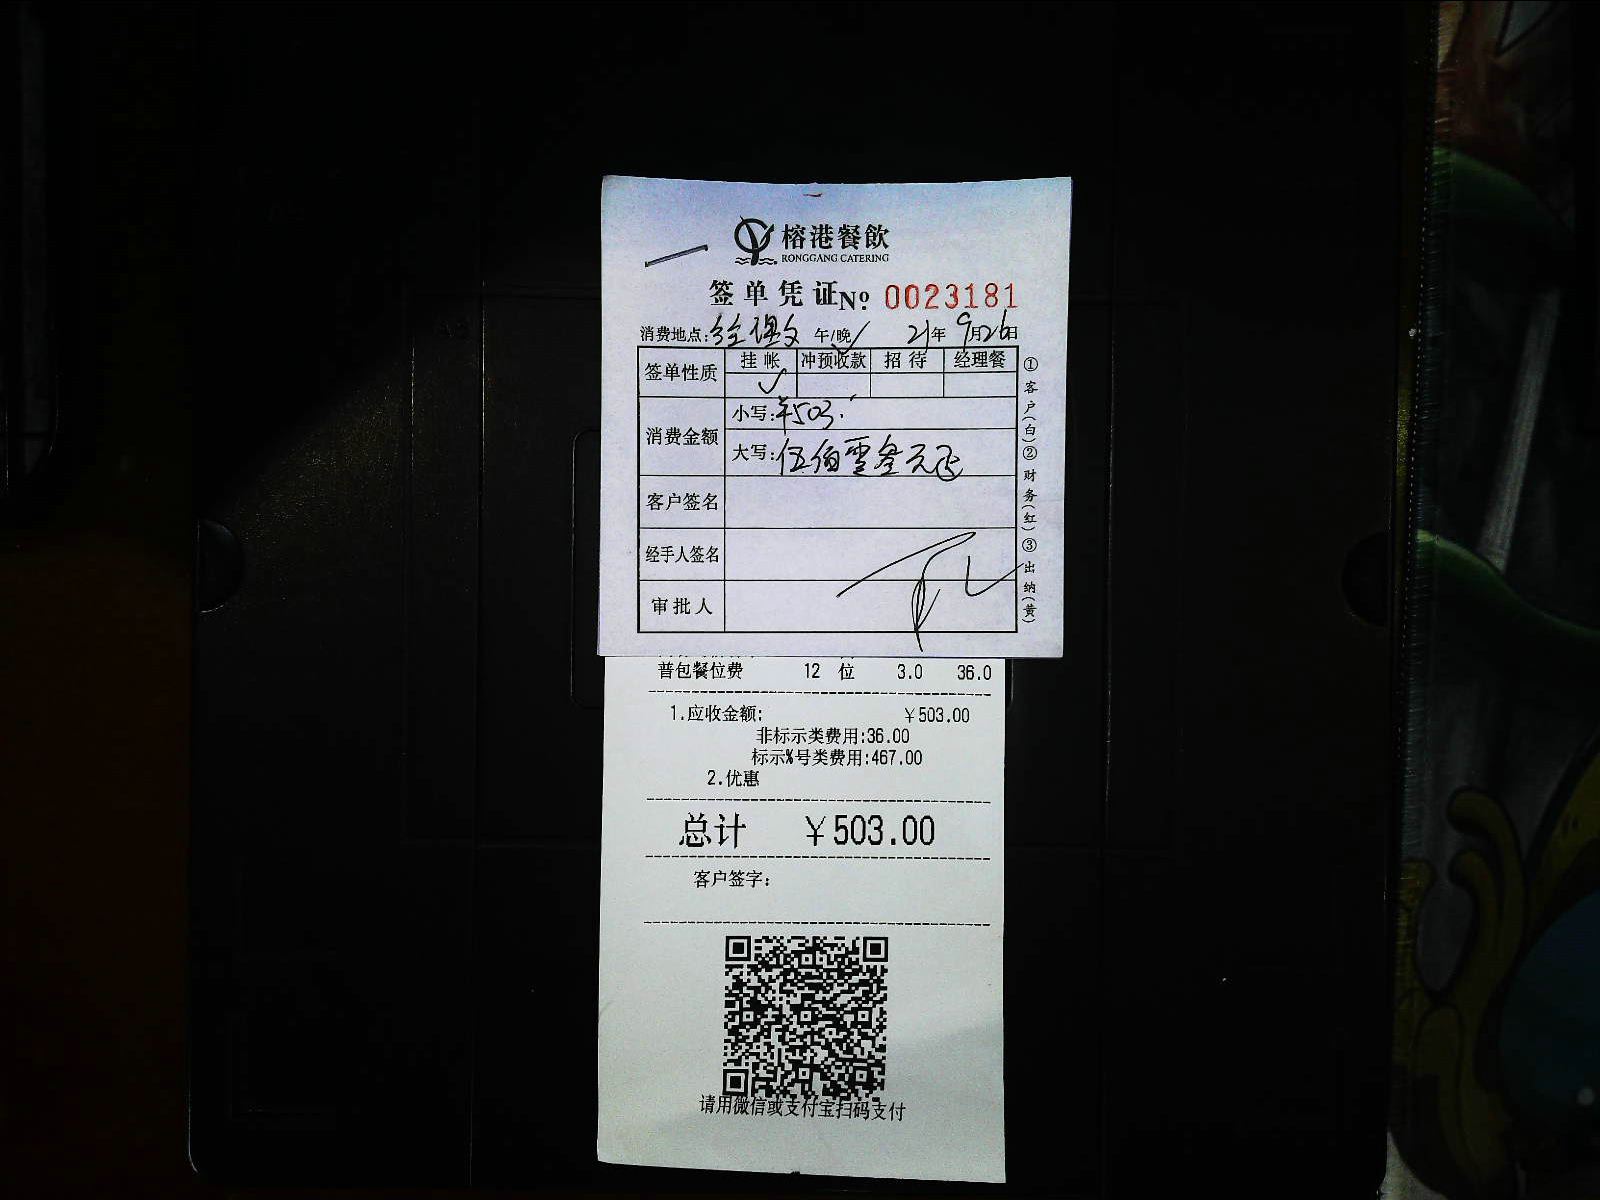 榕港餐飲
RONGGANG CATERING
签单凭证 № 0023181
消费地点: 午/晚 21年9月26日
签单性质 挂帐 冲预收款 招待 经理餐
消费金额 小写:¥503.
大写:伍佰零叁元正
客户签名
经手人签名
审批人
①客户(白)②财务(红)③出纳(黄)
普包餐位费 12 位 3.0 36.0
1.应收金额: ¥503.00
非标示类费用:36.00
标示%号类费用:467.00
2.优惠
总计 ¥503.00
客户签字:
请用微信或支付宝扫码支付